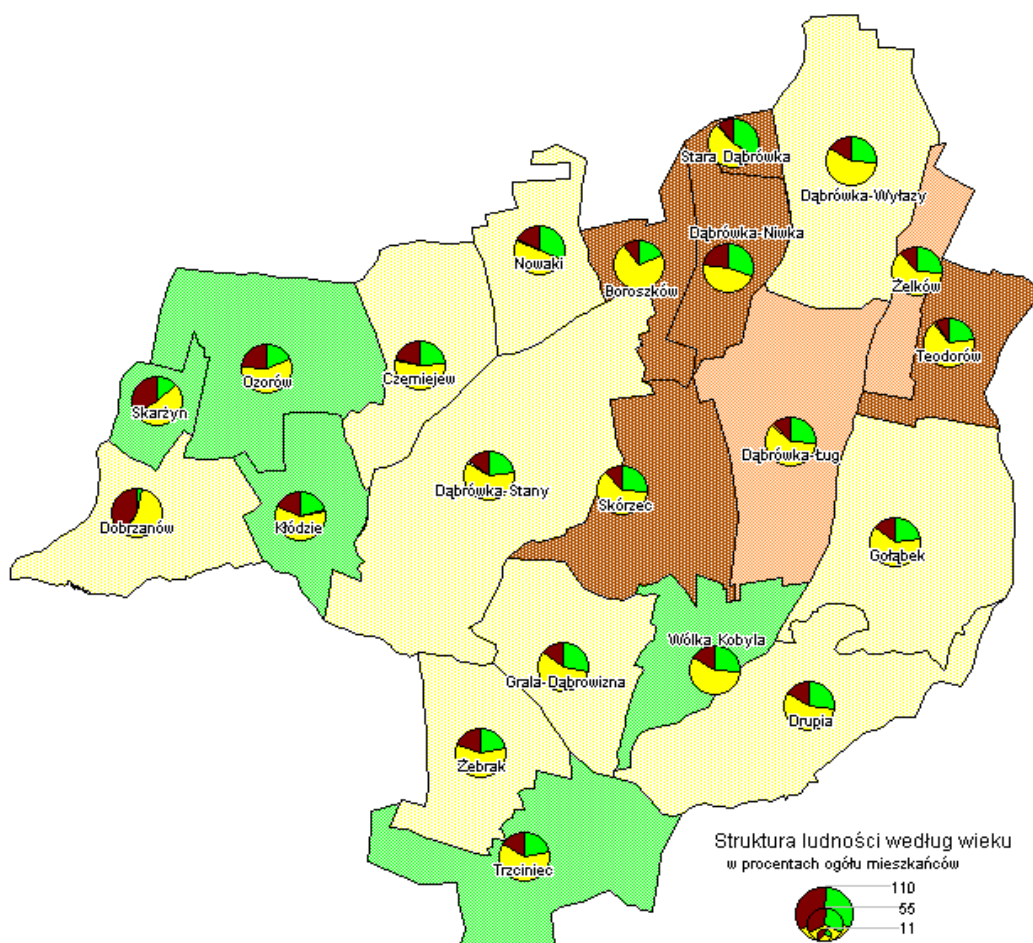 Stara Dąbrówka
Dąbrówka-Wyłazy
Dąbrówka-Niwka
Nowaki
Żelków
Boroszków
Teodorów
Ozorów
Czerniejew
Skarżyn
Dąbrówka-Ług
Dąbrówka-Stany
Skórzec
Dobrzanów
Kłódzie
Gołąbek
Wólka Kobyla
Grala-Dąbrowizna
Drupia
Żebrak
Trzciniec
Struktura ludności według wieku
w procentach ogółu mieszkańców
110
55
11